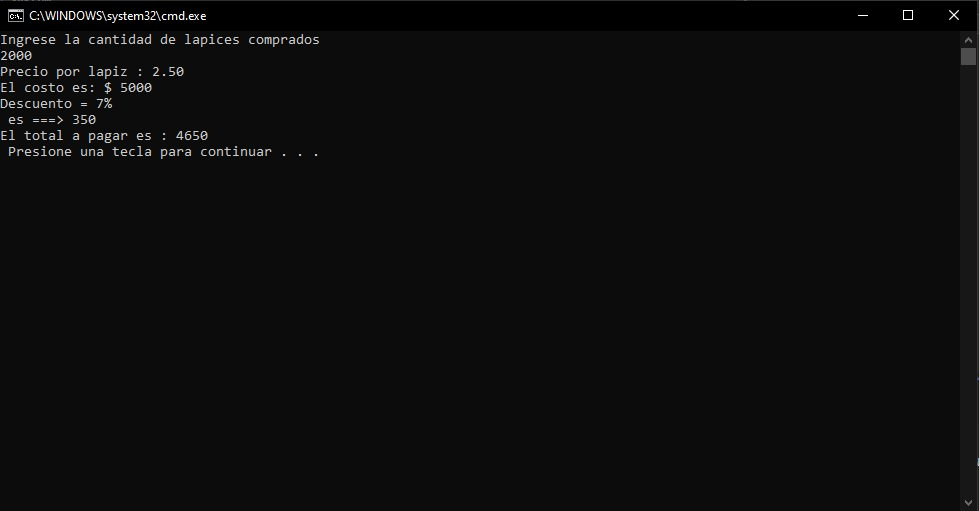 C:\WINDOWS\system32\cmd.exe
Ingrese la cantidad de lapices comprados
2000
Precio por lapiz : 2.50
El costo es: $ 5000
Descuento = 7%
 es ===> 350
El total a pagar es : 4650
 Presione una tecla para continuar . . .